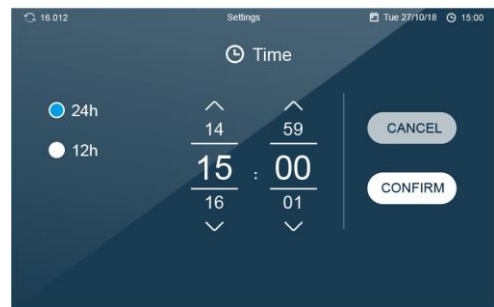 16.012 Settings Tue 27/10/18 15:00
Time
24h
12h
14 59
15 : 00
16 01
CANCEL
CONFIRM